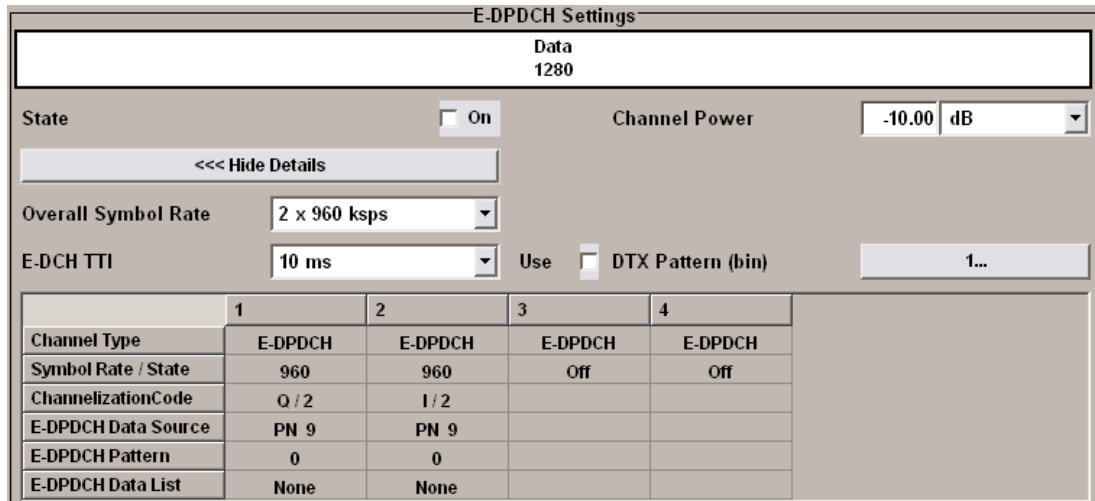 E-DPDCH Settings
Data
1280
State On Channel Power -10.00 dB
<<< Hide Details
Overall Symbol Rate 2 x 960 ksps
E-DCH TTI 10 ms Use DTX Pattern (bin) 1...
1 2 3 4
Channel Type E-DPDCH E-DPDCH E-DPDCH E-DPDCH
Symbol Rate / State 960 960 Off Off
ChannelizationCode Q / 2 I / 2
E-DPDCH Data Source PN 9 PN 9
E-DPDCH Pattern 0 0
E-DPDCH Data List None None